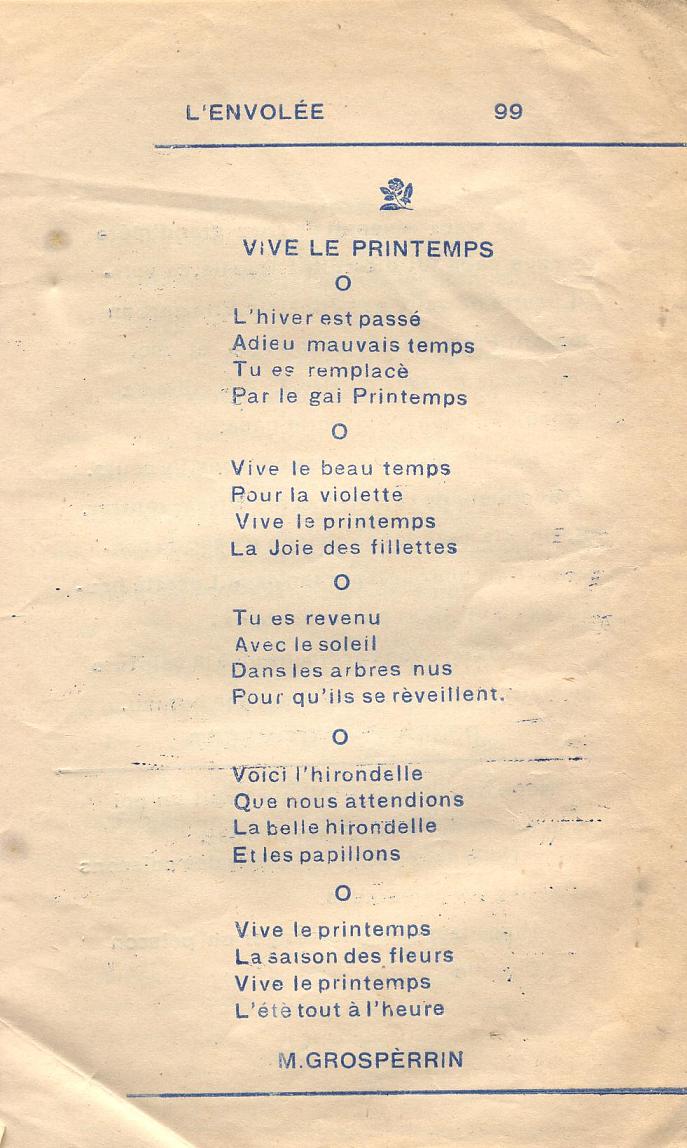 L'ENVOLÉE 99
VIVE LE PRINTEMPS
O
L'hiver est passé
Adieu mauvais temps
Tu es remplacè
Par le gai Printemps
O
Vive le beau temps
Pour la violette
Vive le printemps
La Joie des fillettes
O
Tu es revenu
Avec le soleil
Dans les arbres nus
Pour qu'ils se rèveillent.
O
Voici l'hirondelle
Que nous attendions
La belle hirondelle
Et les papillons
O
Vive le printemps
La saison des fleurs
Vive le printemps
L'étè tout à l'heure
M.GROSPÈRRIN